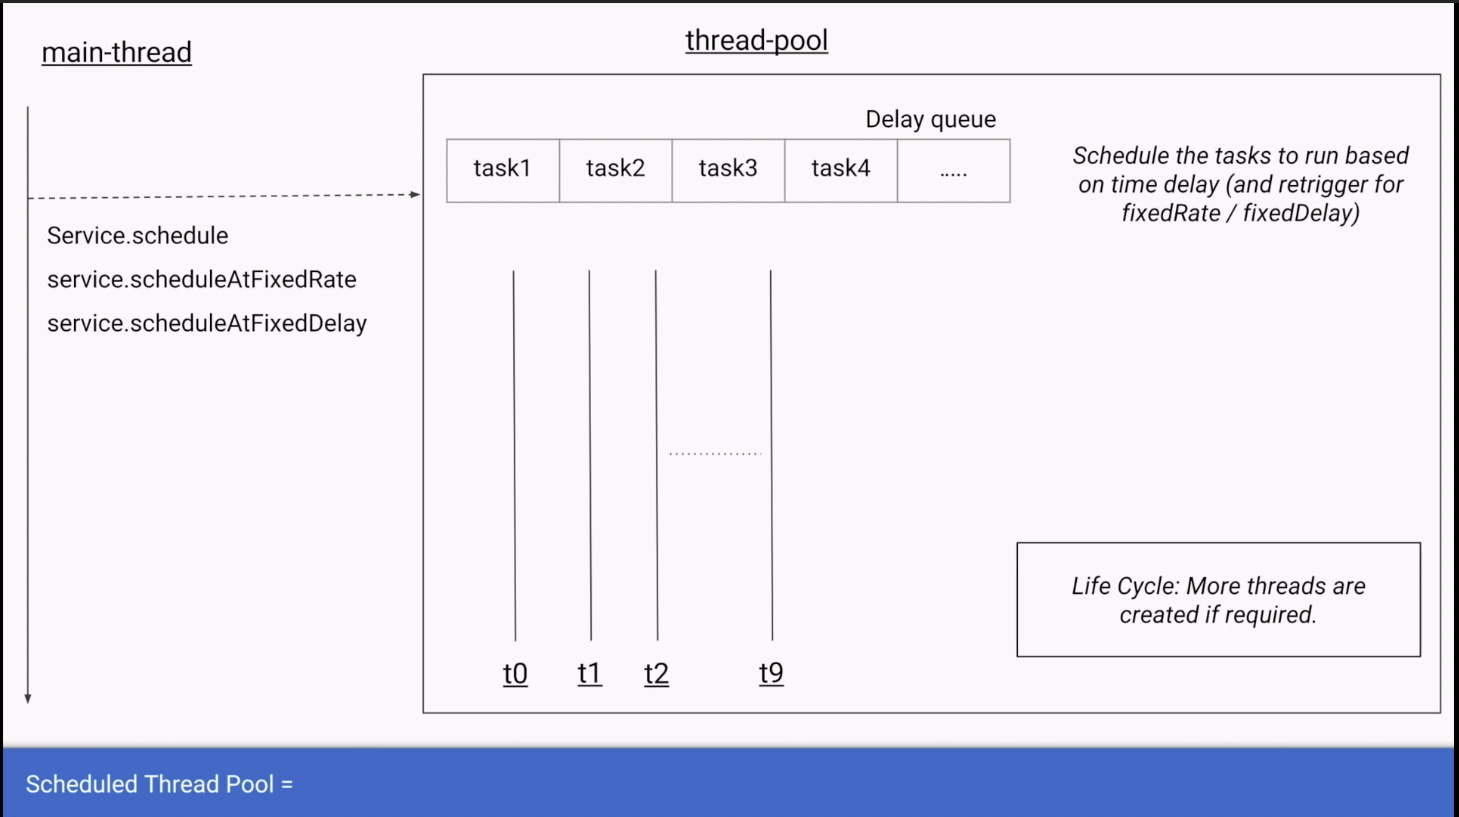 main-thread
thread-pool
Delay queue
task1 task2 task3 task4 .....
Schedule the tasks to run based
on time delay (and retrigger for
fixedRate / fixedDelay)
Service.schedule
service.scheduleAtFixedRate
service.scheduleAtFixedDelay
Life Cycle: More threads are
created if required.
t0 t1 t2 t9
Scheduled Thread Pool =